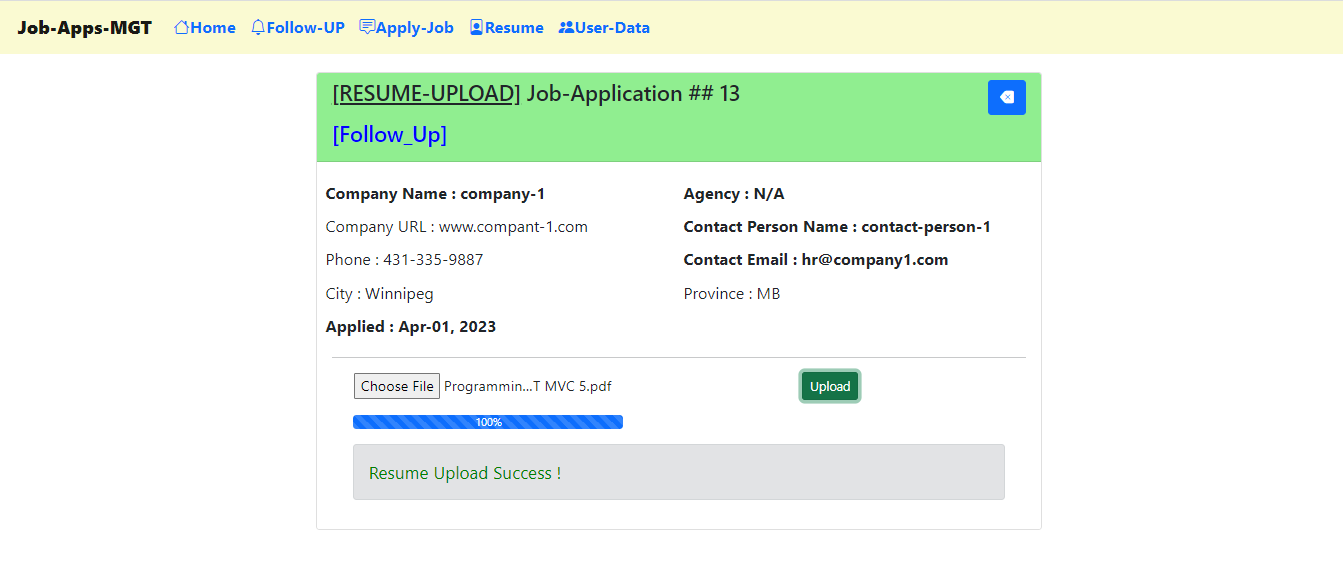 Job-Apps-MGT Home Follow-UP Apply-Job Resume User-Data
[RESUME-UPLOAD] Job-Application ## 13
[Follow_Up]
Company Name : company-1
Company URL : www.compant-1.com
Phone : 431-335-9887
City : Winnipeg
Applied : Apr-01, 2023
Agency : N/A
Contact Person Name : contact-person-1
Contact Email : hr@company1.com
Province : MB
Choose File Programmin...T MVC 5.pdf Upload
100%
Resume Upload Success !